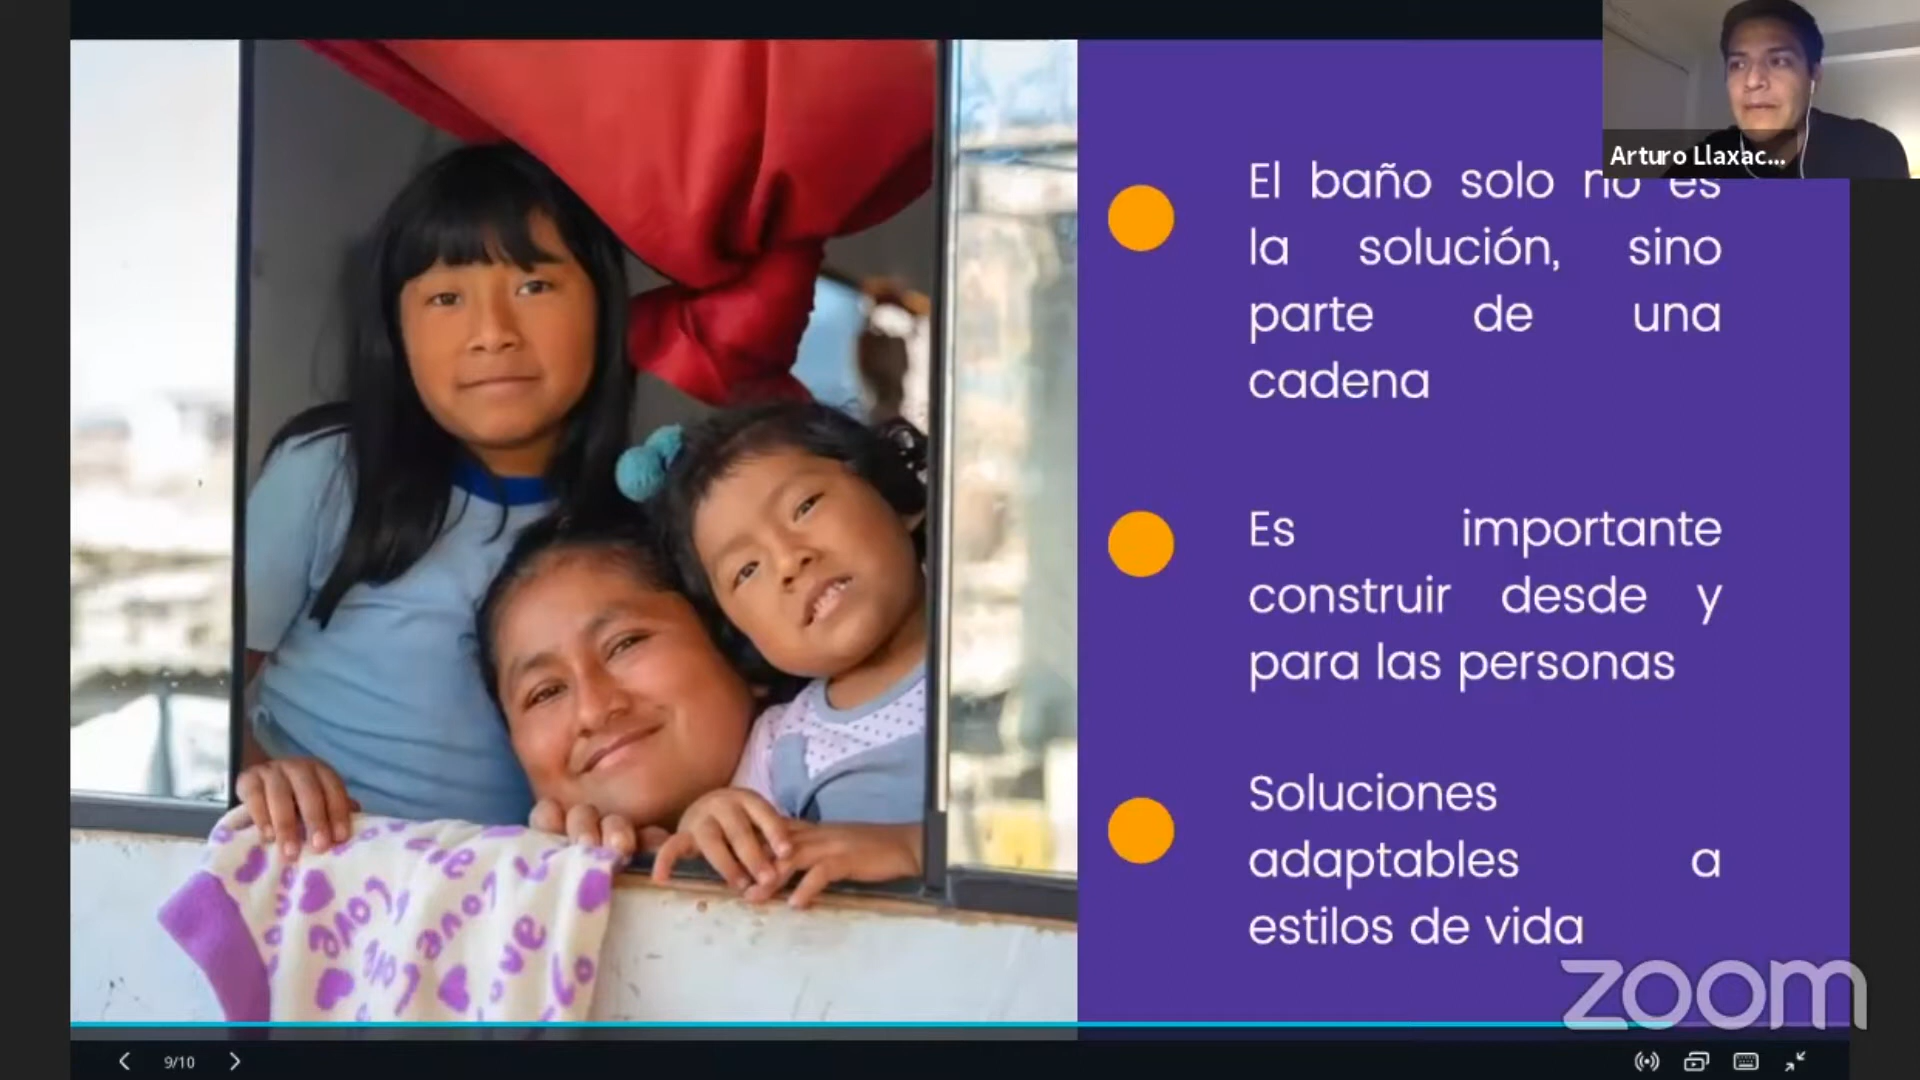 Arturo Llaxac...
El baño solo no es
la solución, sino
parte de una
cadena
Es importante
construir desde y
para las personas
Soluciones
adaptables a
estilos de vida
zoom
9/10